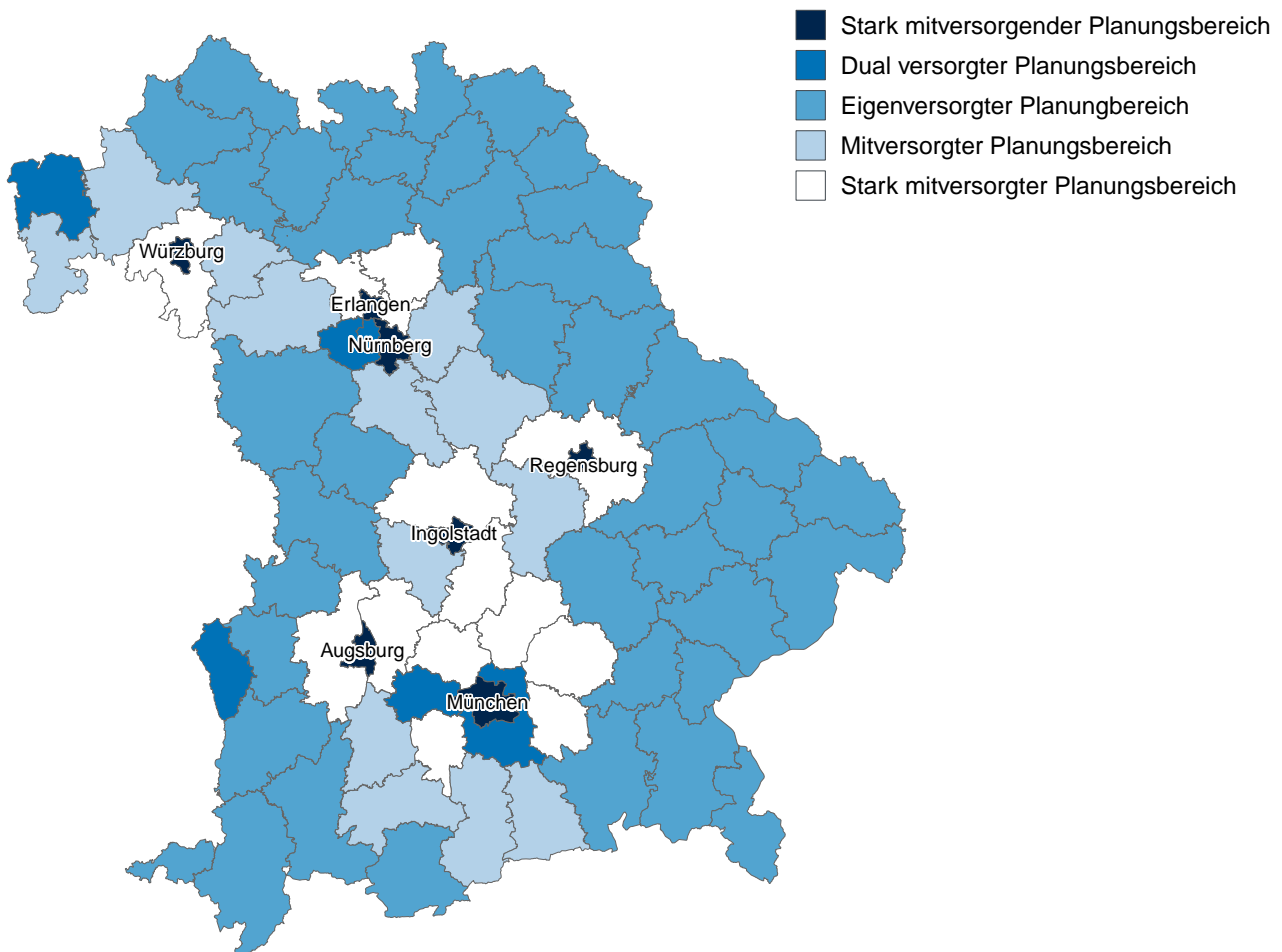 Stark mitversorgender Planungsbereich
Dual versorgter Planungsbereich
Eigenversorgter Planungbereich
Mitversorgter Planungsbereich
Stark mitversorgter Planungsbereich
Würzburg
Erlangen
Nürnberg
Regensburg
Ingolstadt
Augsburg
München